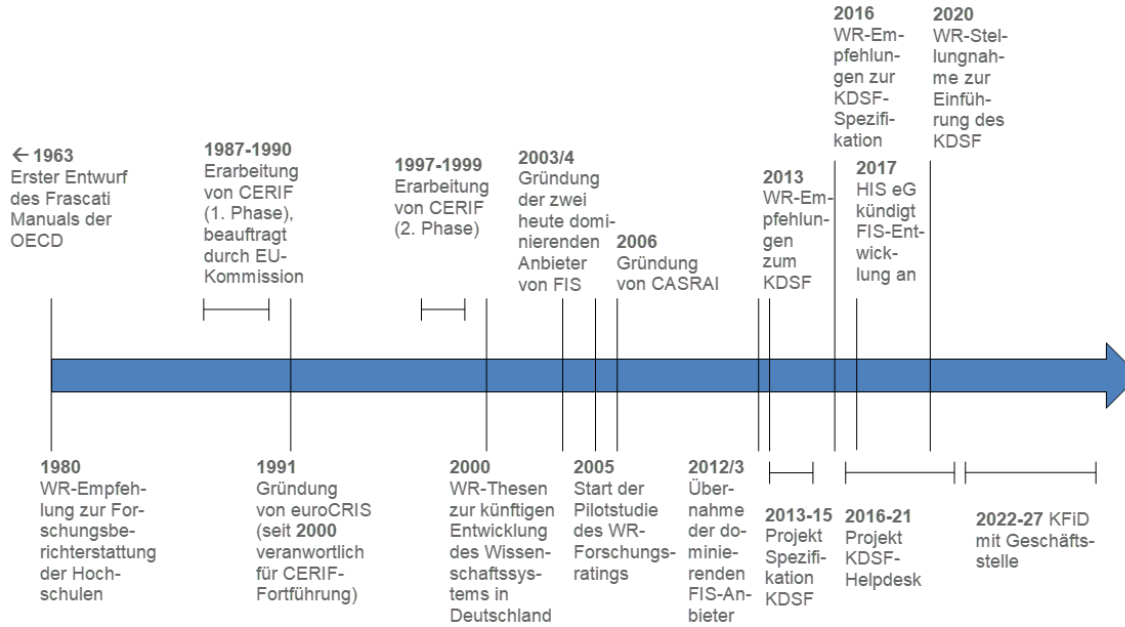 2016
WR-Em-
pfehlun-
gen zur
KDSF-
Spezifi-
kation
2020
WR-Stel-
lungnah-
me zur
Einfüh-
rung des
KDSF
← 1963
Erster Entwurf
des Frascati
Manuals der
OECD
1987-1990
Erarbeitung
von CERIF
(1. Phase),
beauftragt
durch EU-
Kommission
1997-1999
Erarbeitung
von CERIF
(2. Phase)
2003/4
Gründung
der zwei
heute domi-
nierenden
Anbieter
von FIS
2006
Gründung
von CASRAI
2013
WR-Em-
pfehlun-
gen
zum
KDSF
2017
HIS eG
kündigt
FIS-Ent-
wick-
lung an
1980
WR-Empfeh-
lung zur For-
schungsbe-
richterstattung
der Hoch-
schulen
1991
Gründung
von euroCRIS
(seit 2000
veranwortlich
für CERIF-
Fortführung)
2000
WR-Thesen
zur künftigen
Entwicklung
des Wissen-
schaftssys-
tems in
Deutschland
2005
Start der
Pilotstudie
des WR-
Forschungs-
ratings
2012/3
Über-
nahme
der do-
minie-
renden
FIS-An-
bieter
2013-15
Projekt
Spezifi-
kation
KDSF
2016-21
Projekt
KDSF-
Helpdesk
2022-27 KFiD
mit Geschäfts-
stelle